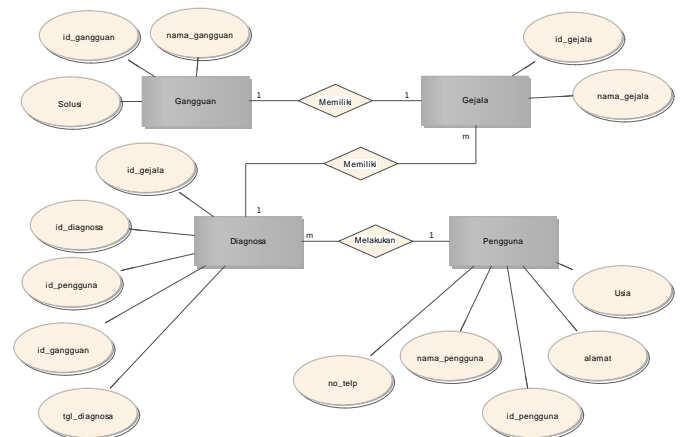 id_gangguan
nama_gangguan
id_gejala
Solusi
Gangguan
1
Memiliki
1
Gejala
nama_gejala
m
id_gejala
Memiliki
1
id_diagnosa
Diagnosa
m
Melakukan
1
Pengguna
id_pengguna
Usia
id_gangguan
no_telp
nama_pengguna
alamat
tgl_diagnosa
id_pengguna